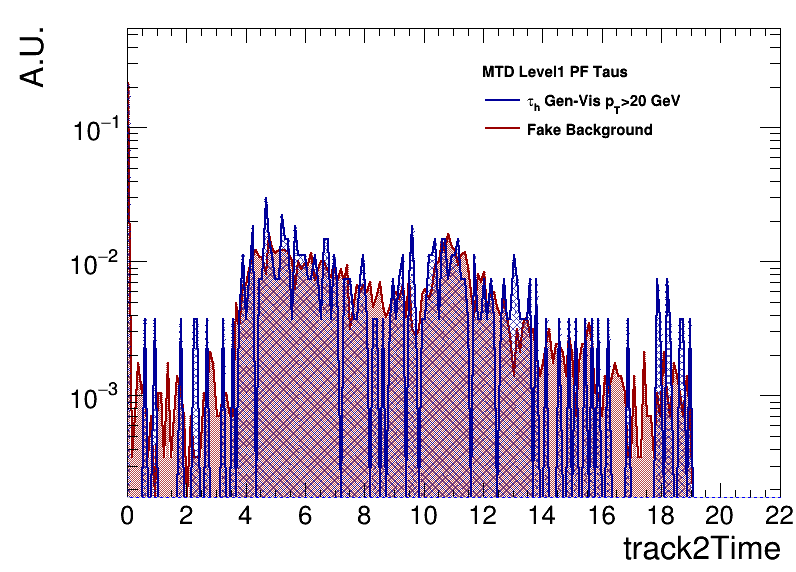 A.U.
MTD Level1 PF Taus
τh Gen-Vis pT>20 GeV
Fake Background
10−1
10−2
10−3
0 2 4 6 8 10 12 14 16 18 20 22
track2Time